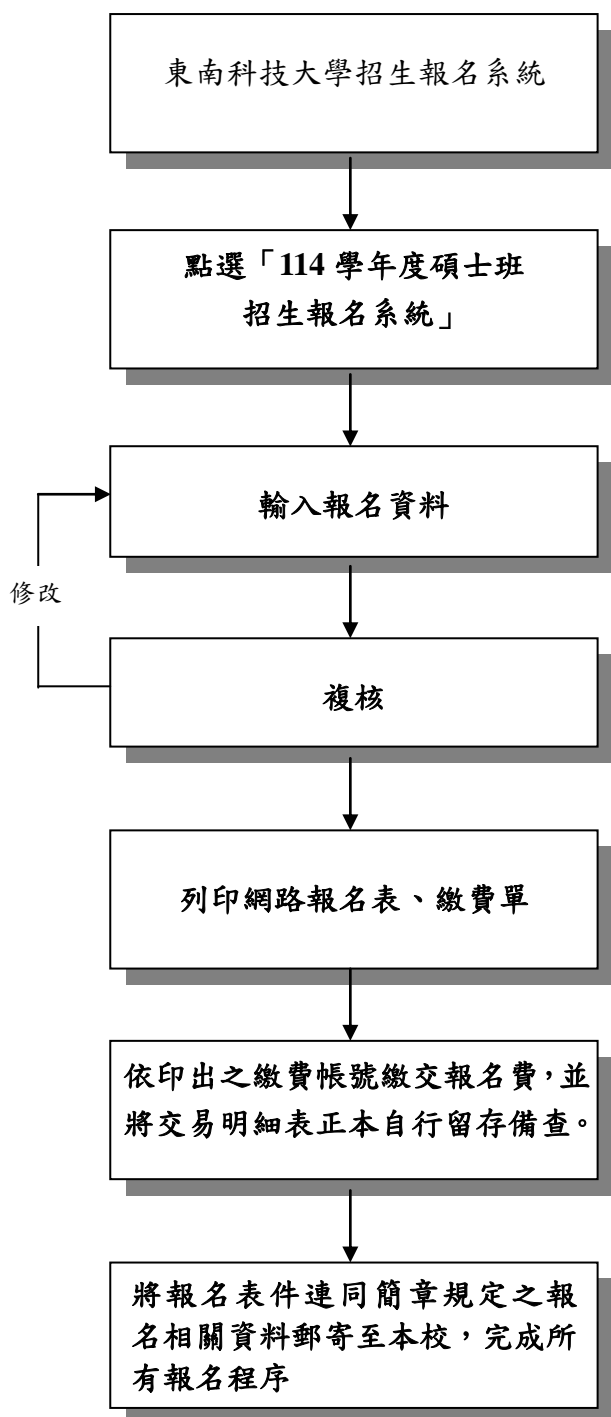 東南科技大學招生報名系統
點選「114 學年度碩士班
招生報名系統」
輸入報名資料
修改
複核
列印網路報名表、繳費單
依印出之繳費帳號繳交報名費，並
將交易明細表正本自行留存備查。
將報名表件連同簡章規定之報
名相關資料郵寄至本校，完成所
有報名程序